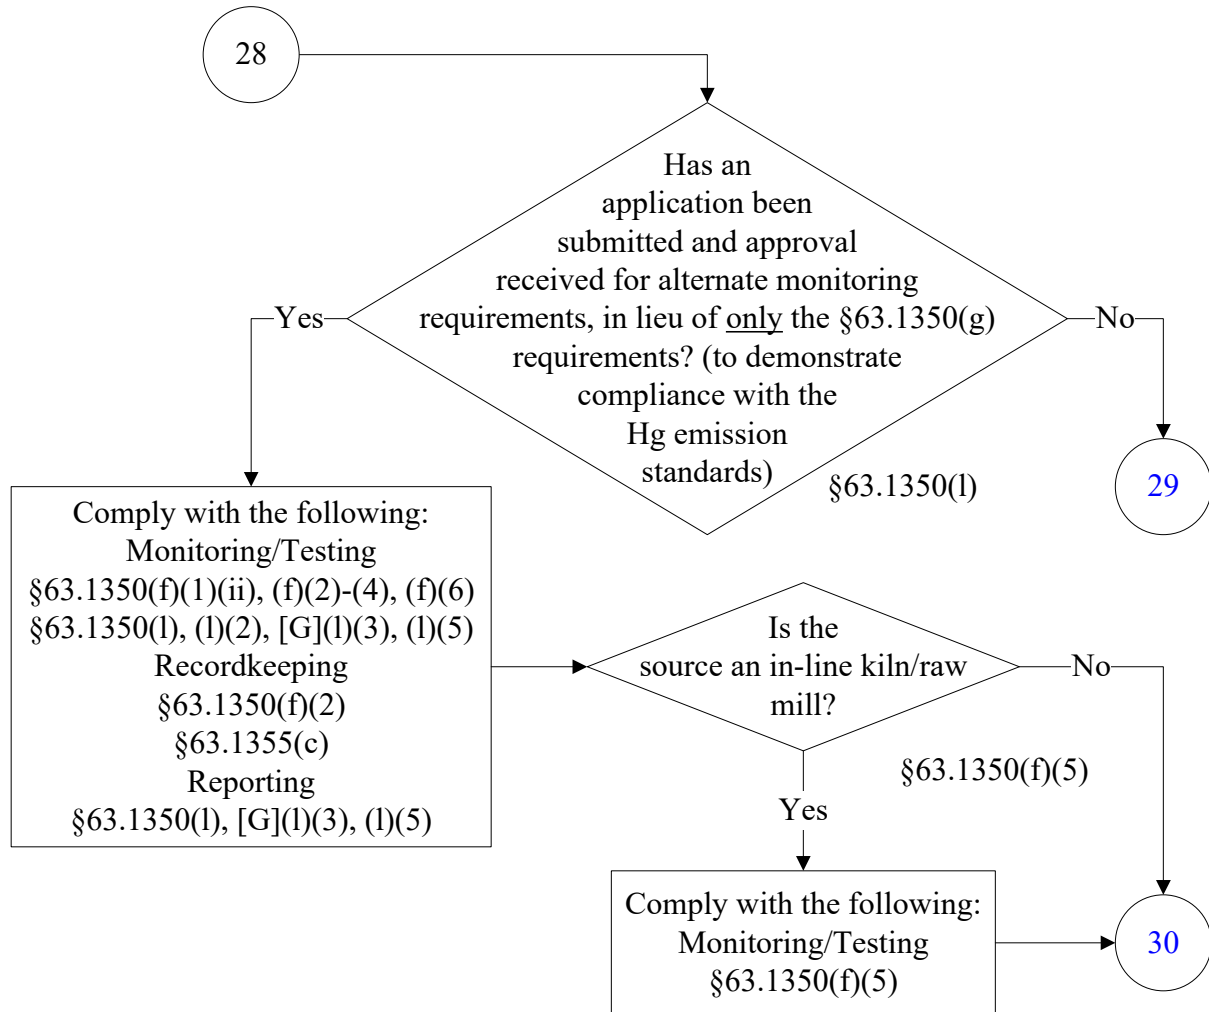 28
Has an
application been
submitted and approval
received for alternate monitoring
requirements, in lieu of only the §63.1350(g)
requirements? (to demonstrate
compliance with the
Hg emission
standards)
§63.1350(l)
Yes
No
29
Comply with the following:
Monitoring/Testing
§63.1350(f)(1)(ii), (f)(2)-(4), (f)(6)
§63.1350(l), (l)(2), [G](l)(3), (l)(5)
Recordkeeping
§63.1350(f)(2)
§63.1355(c)
Reporting
§63.1350(l), [G](l)(3), (l)(5)
Is the
source an in-line kiln/raw
mill?
§63.1350(f)(5)
No
Yes
Comply with the following:
Monitoring/Testing
§63.1350(f)(5)
30